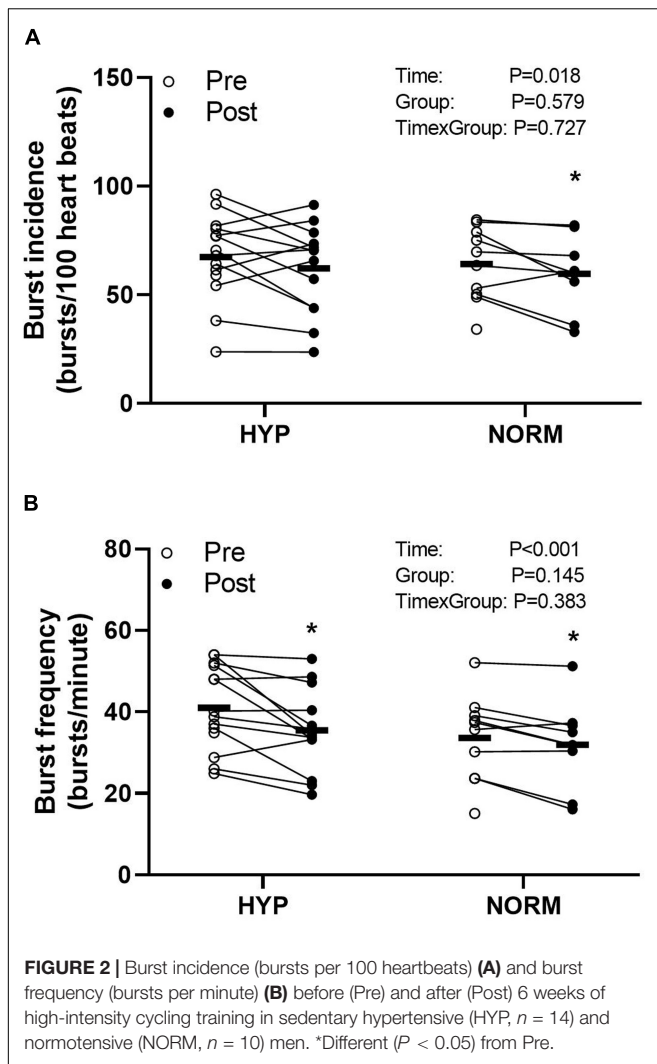 A
Burst incidence
(bursts/100 heart beats)
150
100
50
0
Pre
Post
Time: P=0.018
Group: P=0.579
TimexGroup: P=0.727
*
HYP
NORM
B
Burst frequency
(bursts/minute)
80
60
40
20
0
Pre
Post
Time: P<0.001
Group: P=0.145
TimexGroup: P=0.383
*
*
HYP
NORM
FIGURE 2 | Burst incidence (bursts per 100 heartbeats) (A) and burst
frequency (bursts per minute) (B) before (Pre) and after (Post) 6 weeks of
high-intensity cycling training in sedentary hypertensive (HYP, n = 14) and
normotensive (NORM, n = 10) men. *Different (P < 0.05) from Pre.